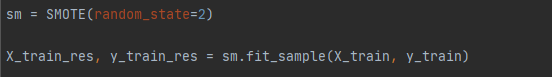 sm = SMOTE(random_state=2)
X_train_res, y_train_res = sm.fit_sample(X_train, y_train)